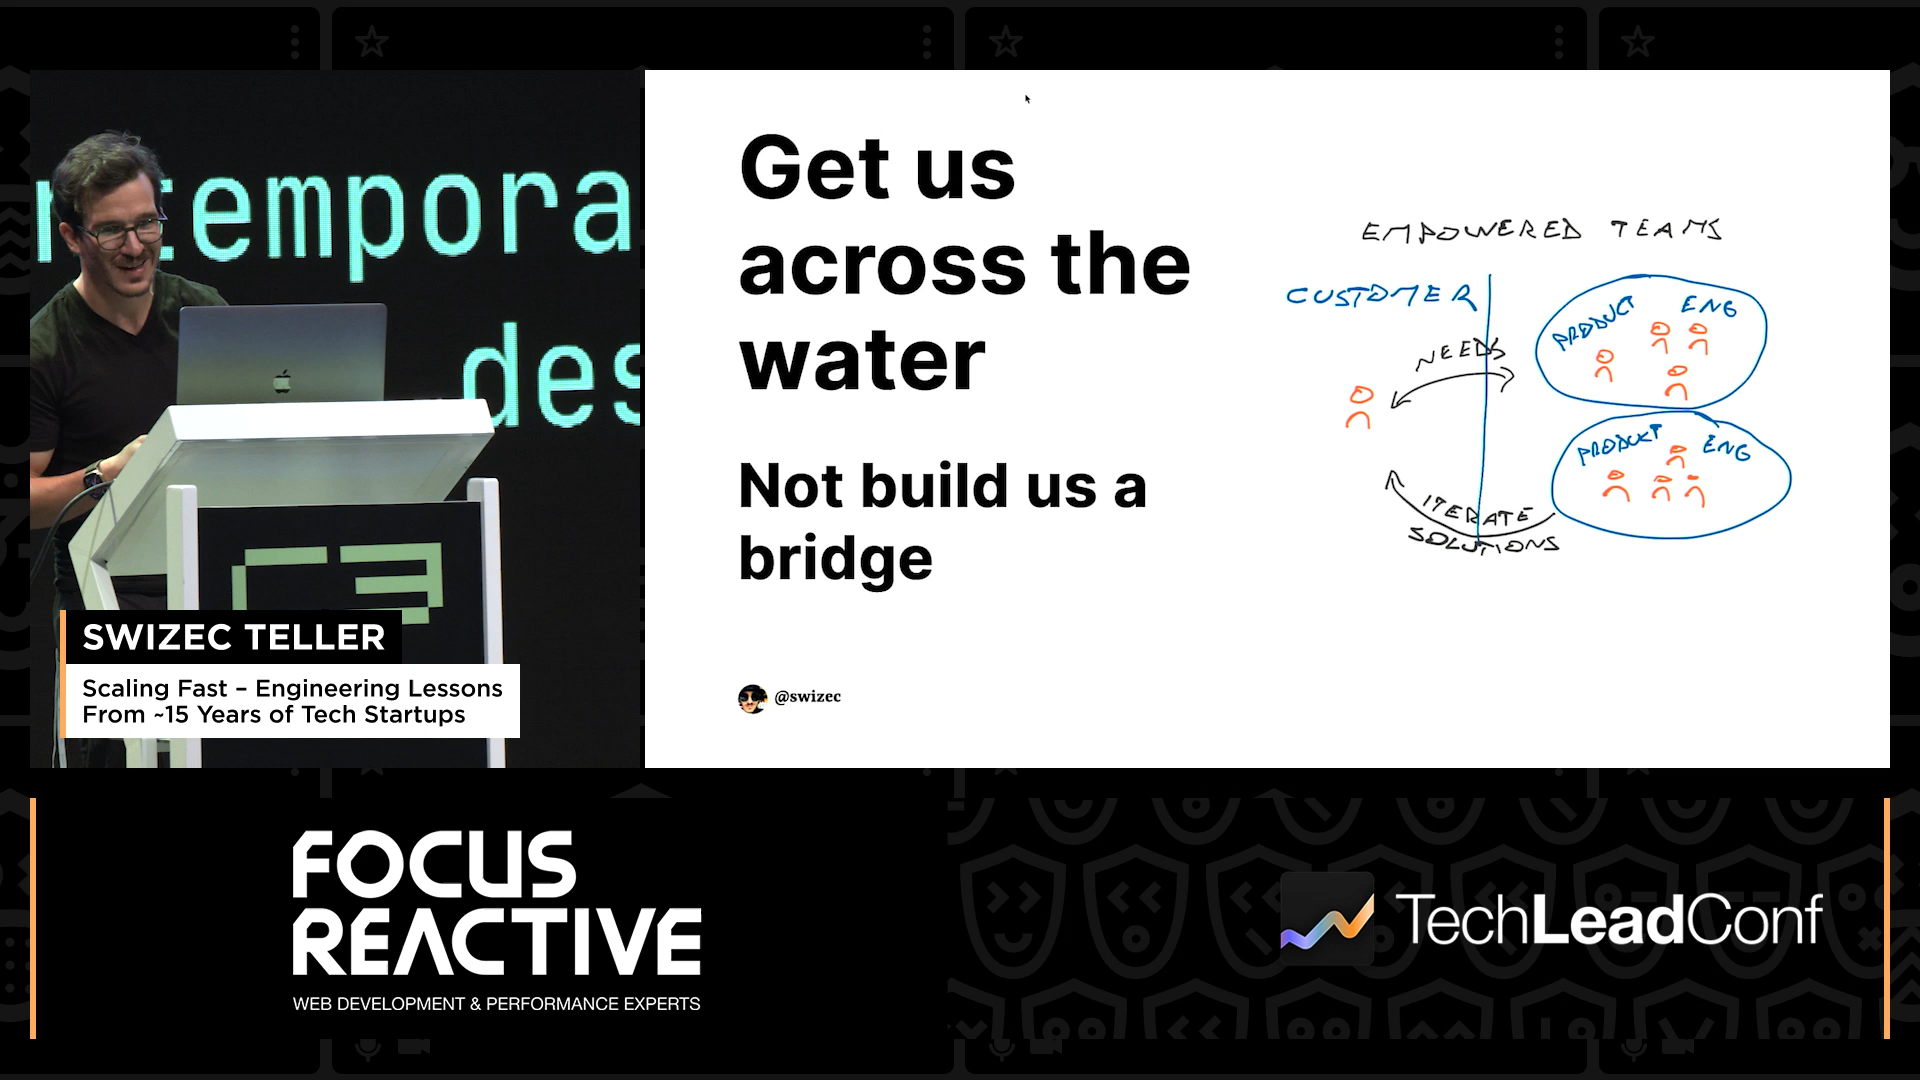 ntempora
des
SWIZEC TELLER
Scaling Fast – Engineering Lessons
From ~15 Years of Tech Startups
Get us
across the
water
Not build us a
bridge
@swizec
EMPOWERED TEAMS
CUSTOMER
NEEDS
PRODUCT ENG
PRODUCT ENG
ITERATE
SOLUTIONS
FOCUS
REACTIVE
WEB DEVELOPMENT & PERFORMANCE EXPERTS
TechLeadConf